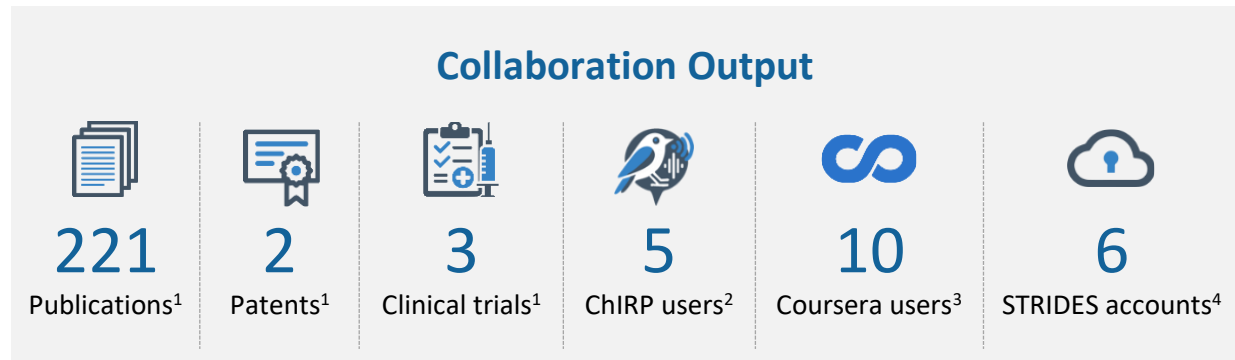 Collaboration Output
221 2 3 5 10 6
Publications¹ Patents¹ Clinical trials¹ ChIRP users² Coursera users³ STRIDES accounts⁴